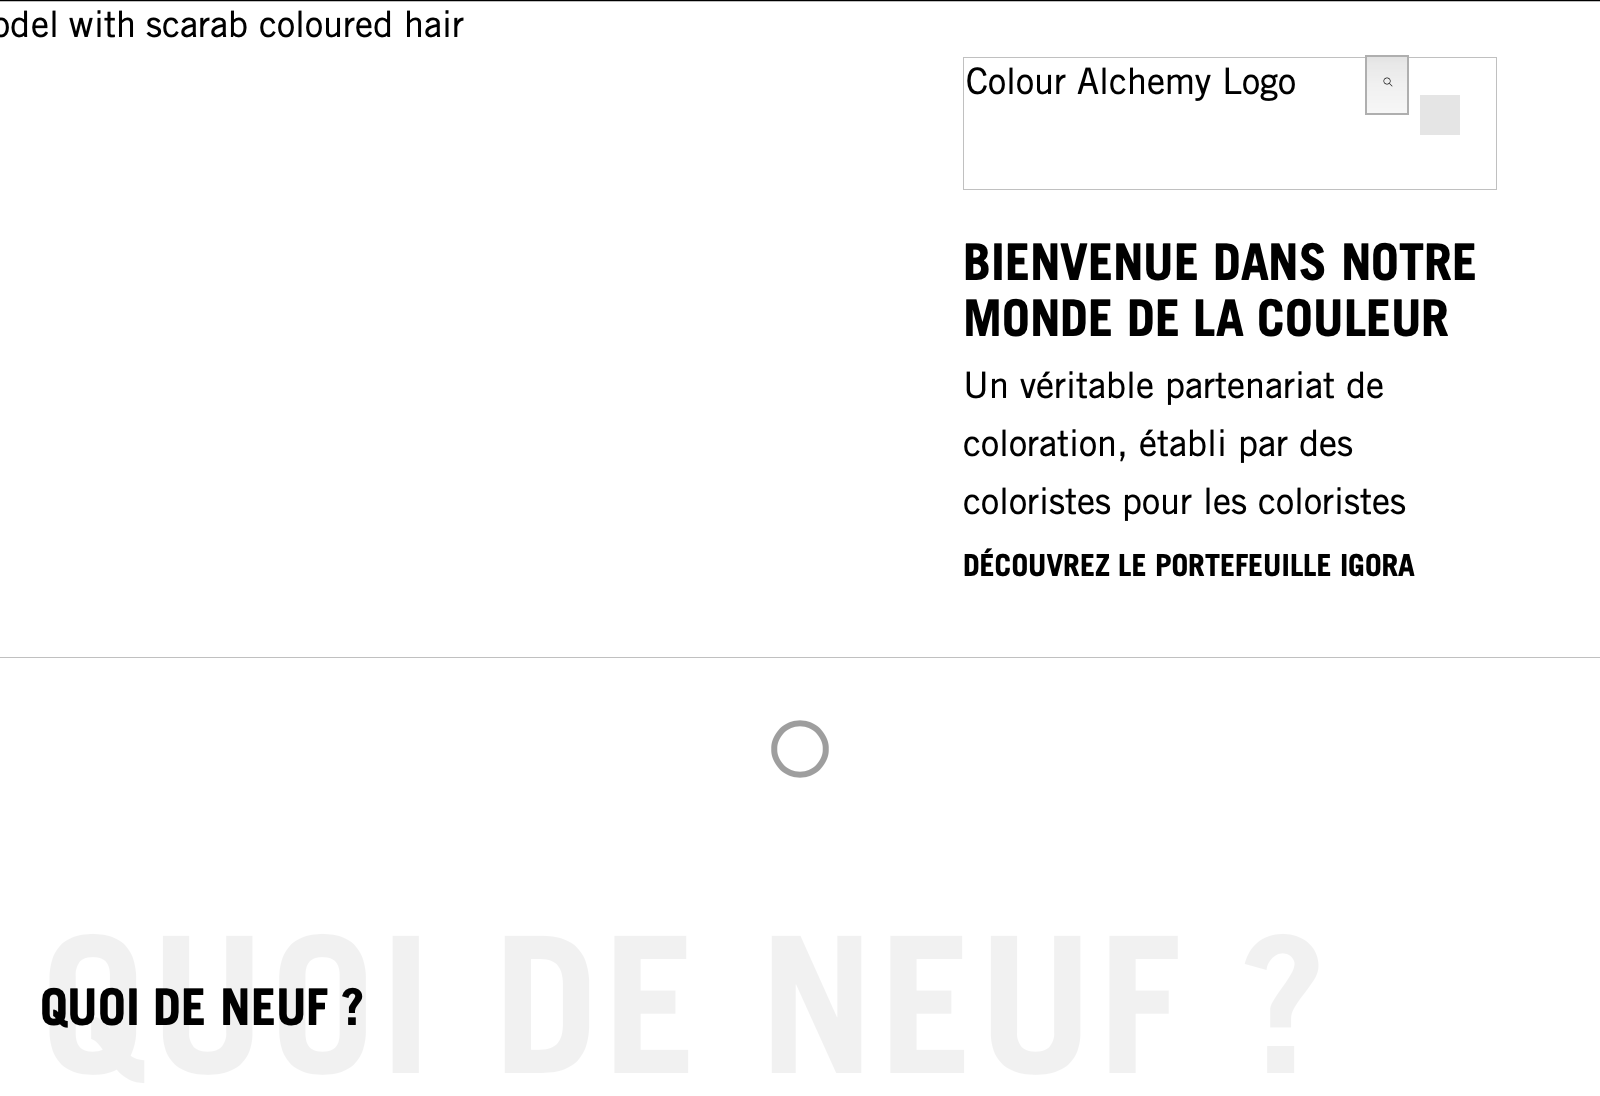 with scarab coloured hair
Colour Alchemy Logo
BIENVENUE DANS NOTRE
MONDE DE LA COULEUR
Un véritable partenariat de
coloration, établi par des
coloristes pour les coloristes
DÉCOUVREZ LE PORTEFEUILLE IGORA
QUOI DE NEUF ?
QUOI DE NEUF ?